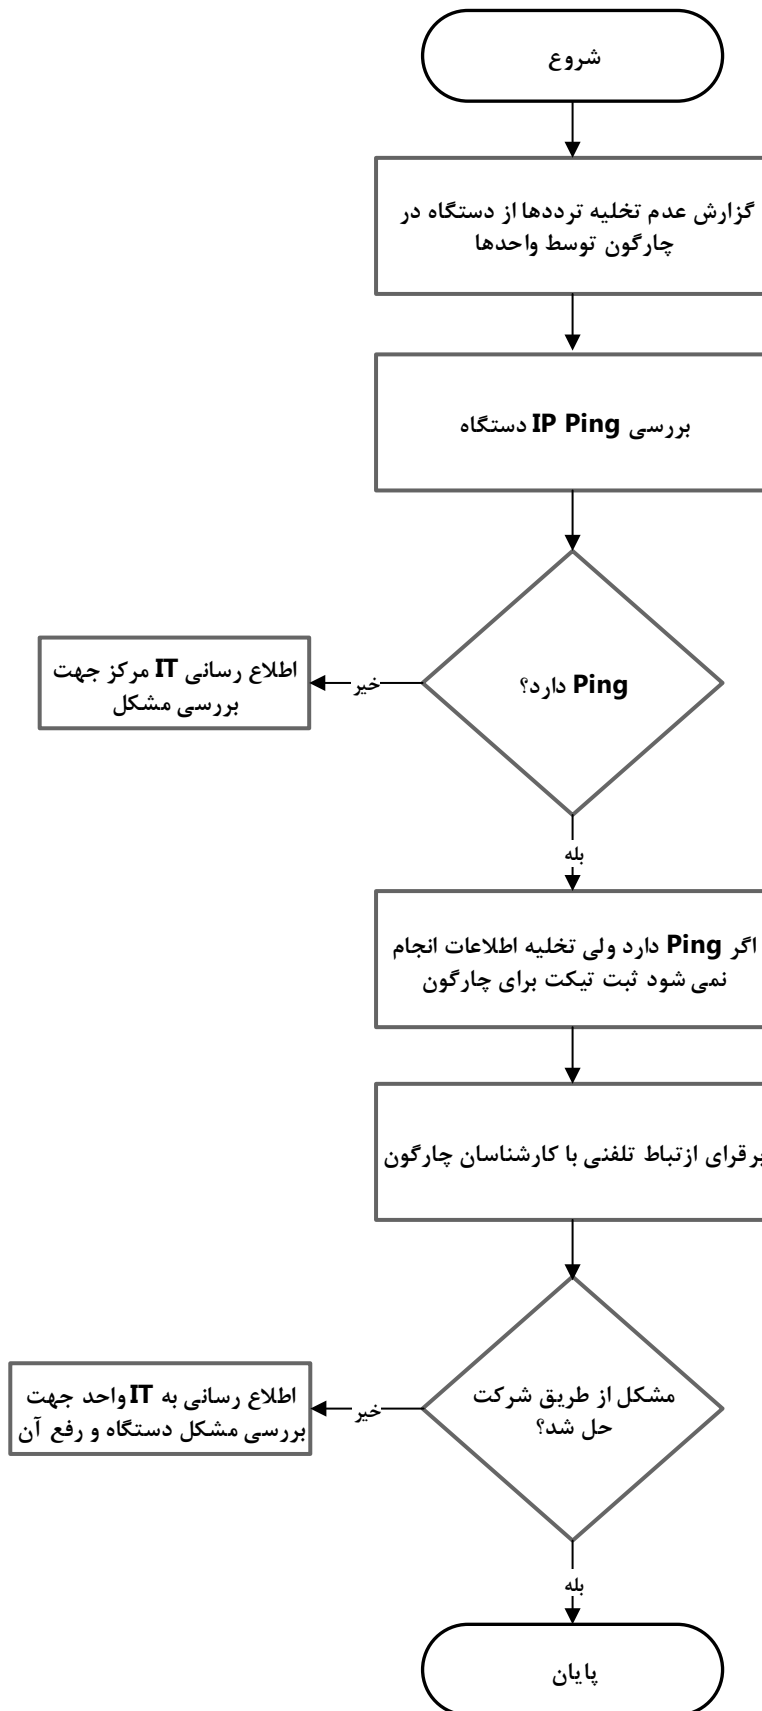 شروع
گزارش عدم تخلیه ترددها از دستگاه در
چارگون توسط واحدها
بررسی IP Ping دستگاه
Ping دارد؟
خیر
اطلاع رسانی IT مرکز جهت
بررسی مشکل
بله
اگر Ping دارد ولی تخلیه اطلاعات انجام
نمی شود ثبت تیکت برای چارگون
برقرای ازتباط تلفنی با کارشناسان چارگون
مشکل از طریق شرکت
حل شد؟
خیر
اطلاع رسانی به IT واحد جهت
بررسی مشکل دستگاه و رفع آن
بله
پایان